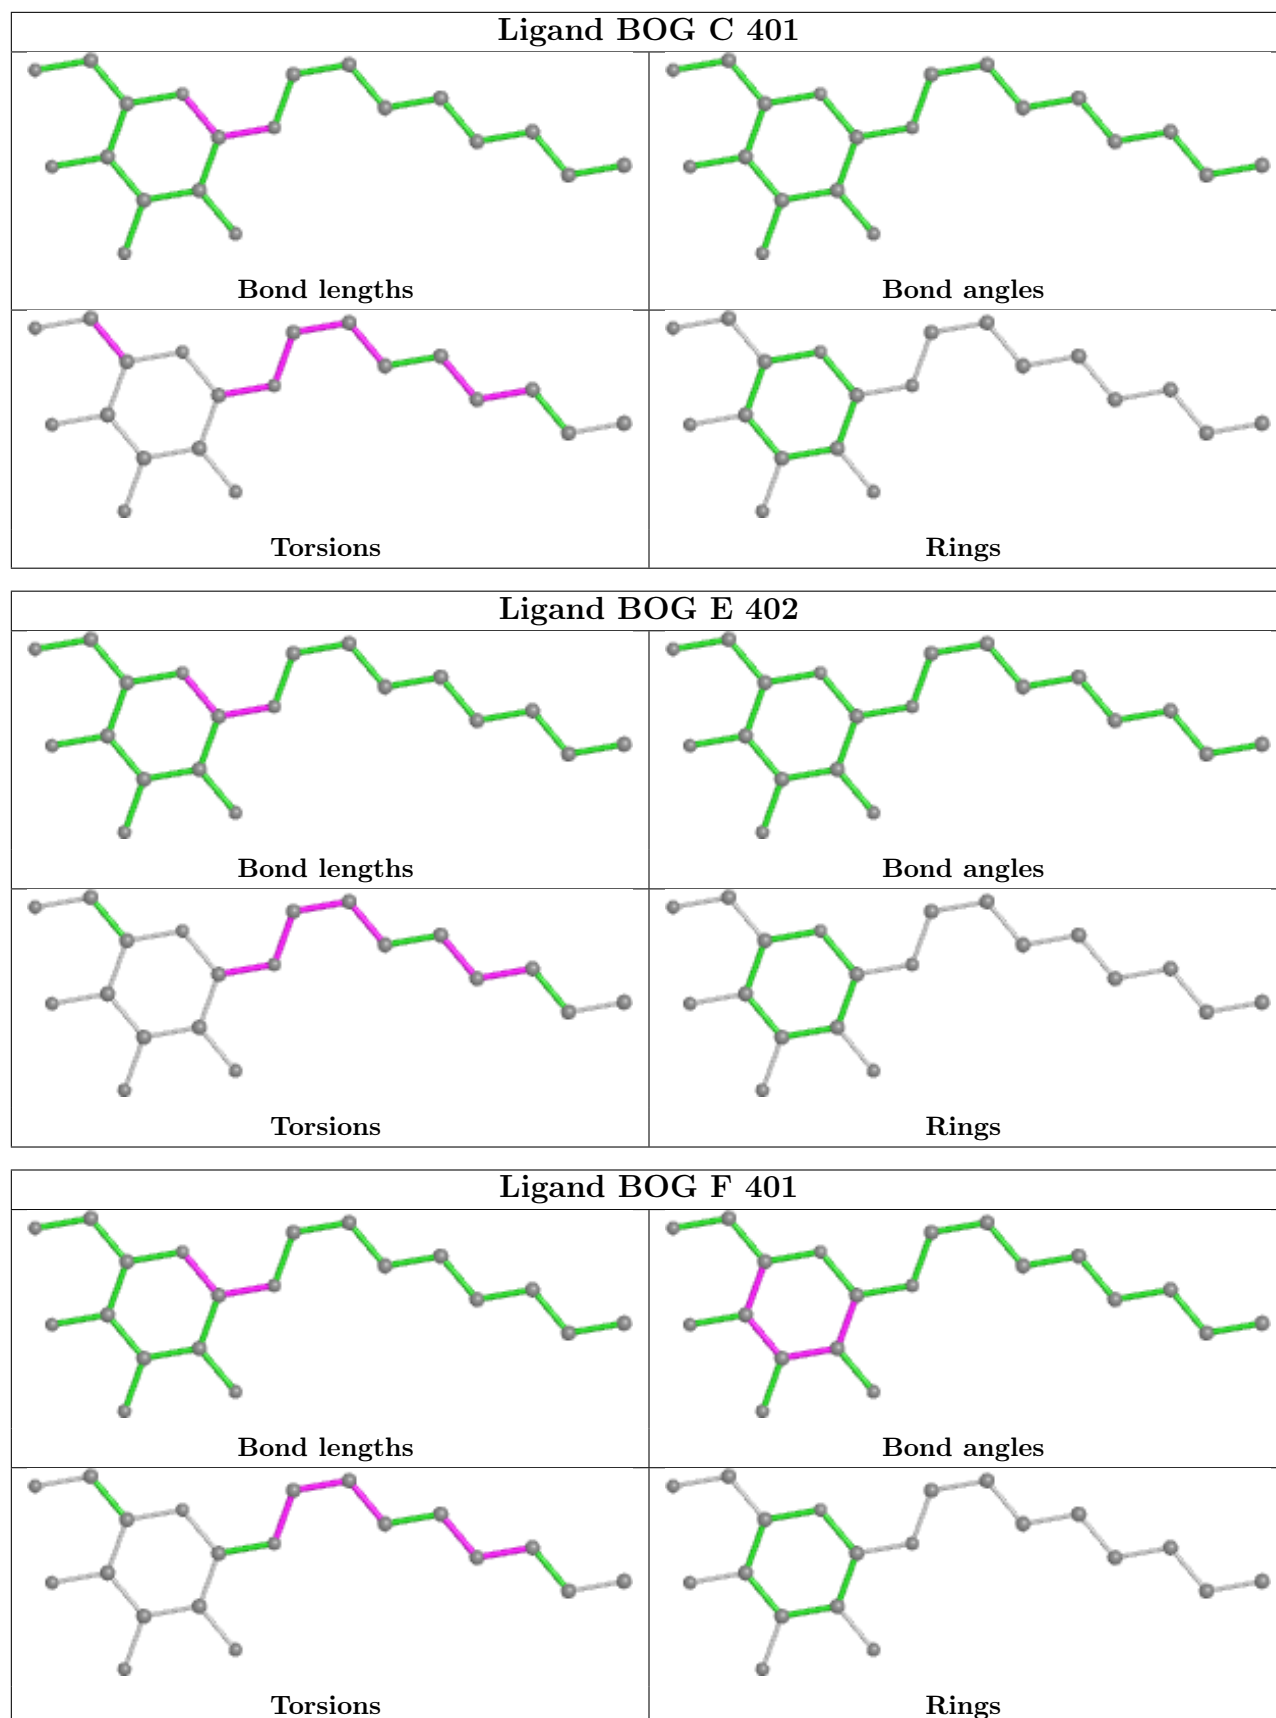 Ligand BOG C 401
Bond lengths
Bond angles
Torsions
Rings
Ligand BOG E 402
Bond lengths
Bond angles
Torsions
Rings
Ligand BOG F 401
Bond lengths
Bond angles
Torsions
Rings